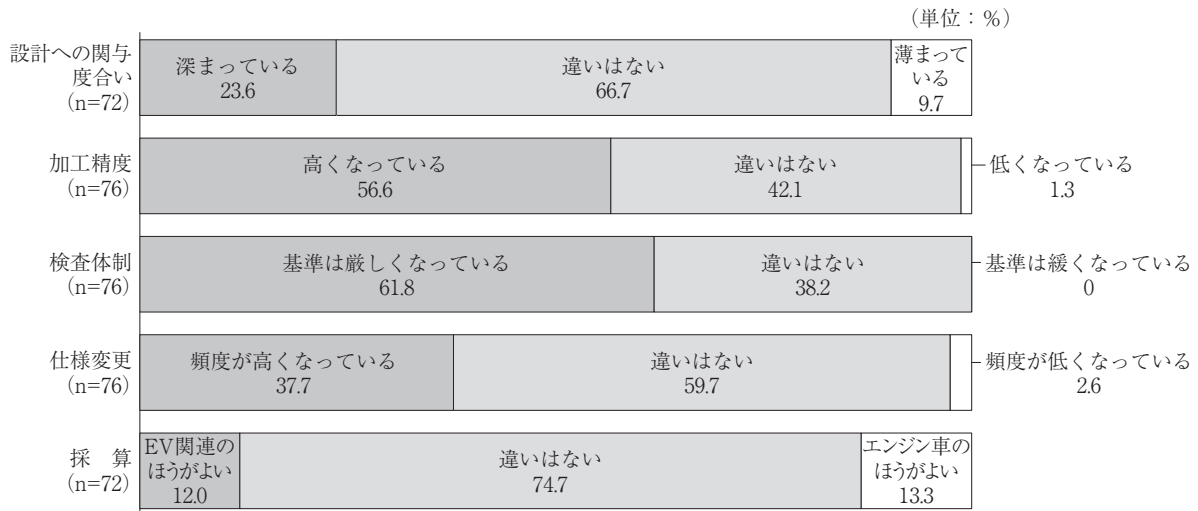 (単位:%)
設計への関与
度合い
(n=72)
深まっている
23.6
違いはない
66.7
薄まって
いる
9.7
加工精度
(n=76)
高くなっている
56.6
違いはない
42.1
低くなっている
1.3
検査体制
(n=76)
基準は厳しくなっている
61.8
違いはない
38.2
基準は緩くなっている
0
仕様変更
(n=76)
頻度が高くなっている
37.7
違いはない
59.7
頻度が低くなっている
2.6
採 算
(n=72)
EV関連の
ほうがよい
12.0
違いはない
74.7
エンジン車の
ほうがよい
13.3